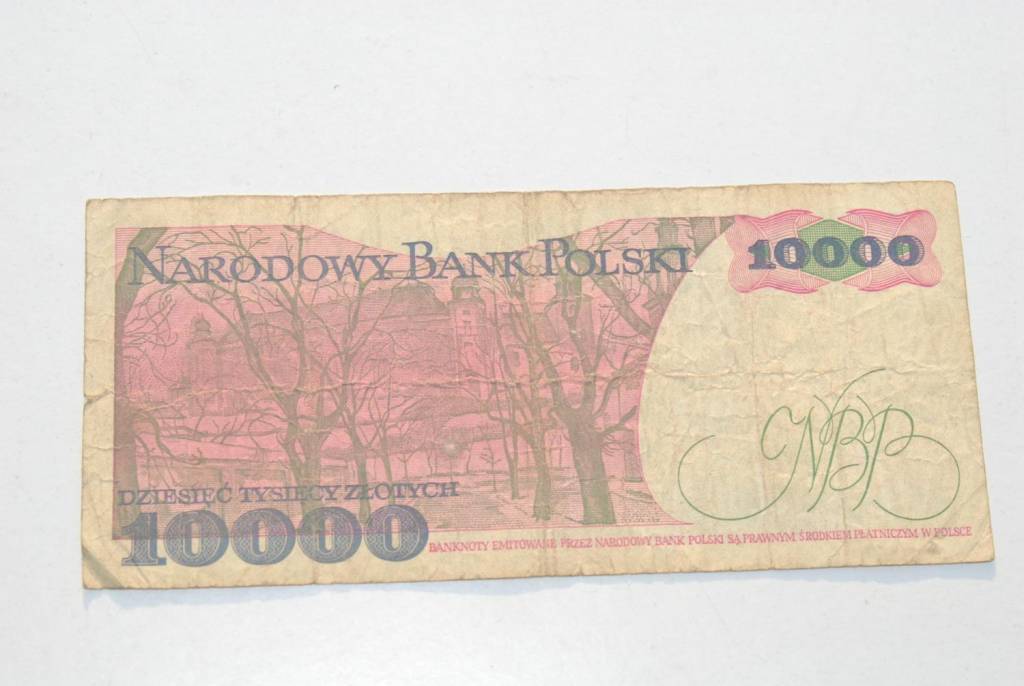 NARODOWY BANK POLSKI
10000
NBP
DZIESIĘĆ TYSIĘCY ZŁOTYCH
10000
BANKNOTY EMITOWANE PRZEZ NARODOWY BANK POLSKI SĄ PRAWNYM ŚRODKIEM PŁATNICZYM W POLSCE